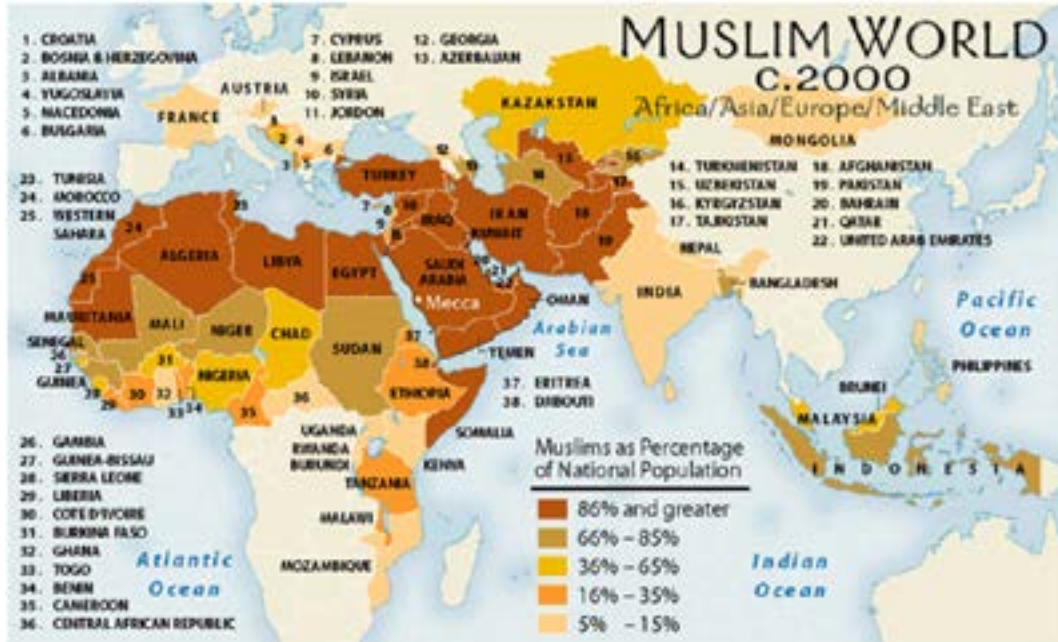 MUSLIM WORLD
c.2000
Africa/Asia/Europe/Middle East
1. CROATIA
2. BOSNIA & HERZEGOVINA
3. ALBANIA
4. YUGOSLAVIA
5. MACEDONIA
6. BULGARIA
7. CYPRUS
8. LEBANON
9. ISRAEL
10. SYRIA
11. JORDON
12. GEORGIA
13. AZERBAIJAN
14. TURKMENISTAN
15. UZBEKISTAN
16. KYRGYZSTAN
17. TAJIKISTAN
18. AFGHANISTAN
19. PAKISTAN
20. BAHRAIN
21. QATAR
22. UNITED ARAB EMIRATES
23. TUNISIA
24. MOROCCO
25. WESTERN
SAHARA
AUSTRIA
FRANCE
KAZAKSTAN
MONGOLIA
TURKEY
IRAQ
IRAN
KUWAIT
NEPAL
ALGERIA
LIBYA
EGYPT
SAUDI
ARABIA
Mecca
OMAN
INDIA
BANGLADESH
Pacific
Ocean
MAURITANIA
MALI
NIGER
CHAD
SUDAN
Arabian
Sea
YEMEN
SENEGAL
GUINEA
NIGERIA
ETHIOPIA
PHILIPPINES
BRUNEI
MALAYSIA
INDONESIA
37. ERITREA
38. DJIBOUTI
SOMALIA
UGANDA
RWANDA
BURUNDI
KENYA
TANZANIA
MALAWI
MOZAMBIQUE
26. GAMBIA
27. GUINEA-BISSAU
28. SIERRA LEONE
29. LIBERIA
30. COTE D'IVOIRE
31. BURKINA FASO
32. GHANA
33. TOGO
34. BENIN
35. CAMEROON
36. CENTRAL AFRICAN REPUBLIC
Atlantic
Ocean
Indian
Ocean
Muslims as Percentage
of National Population
86% and greater
66% – 85%
36% – 65%
16% – 35%
5% – 15%